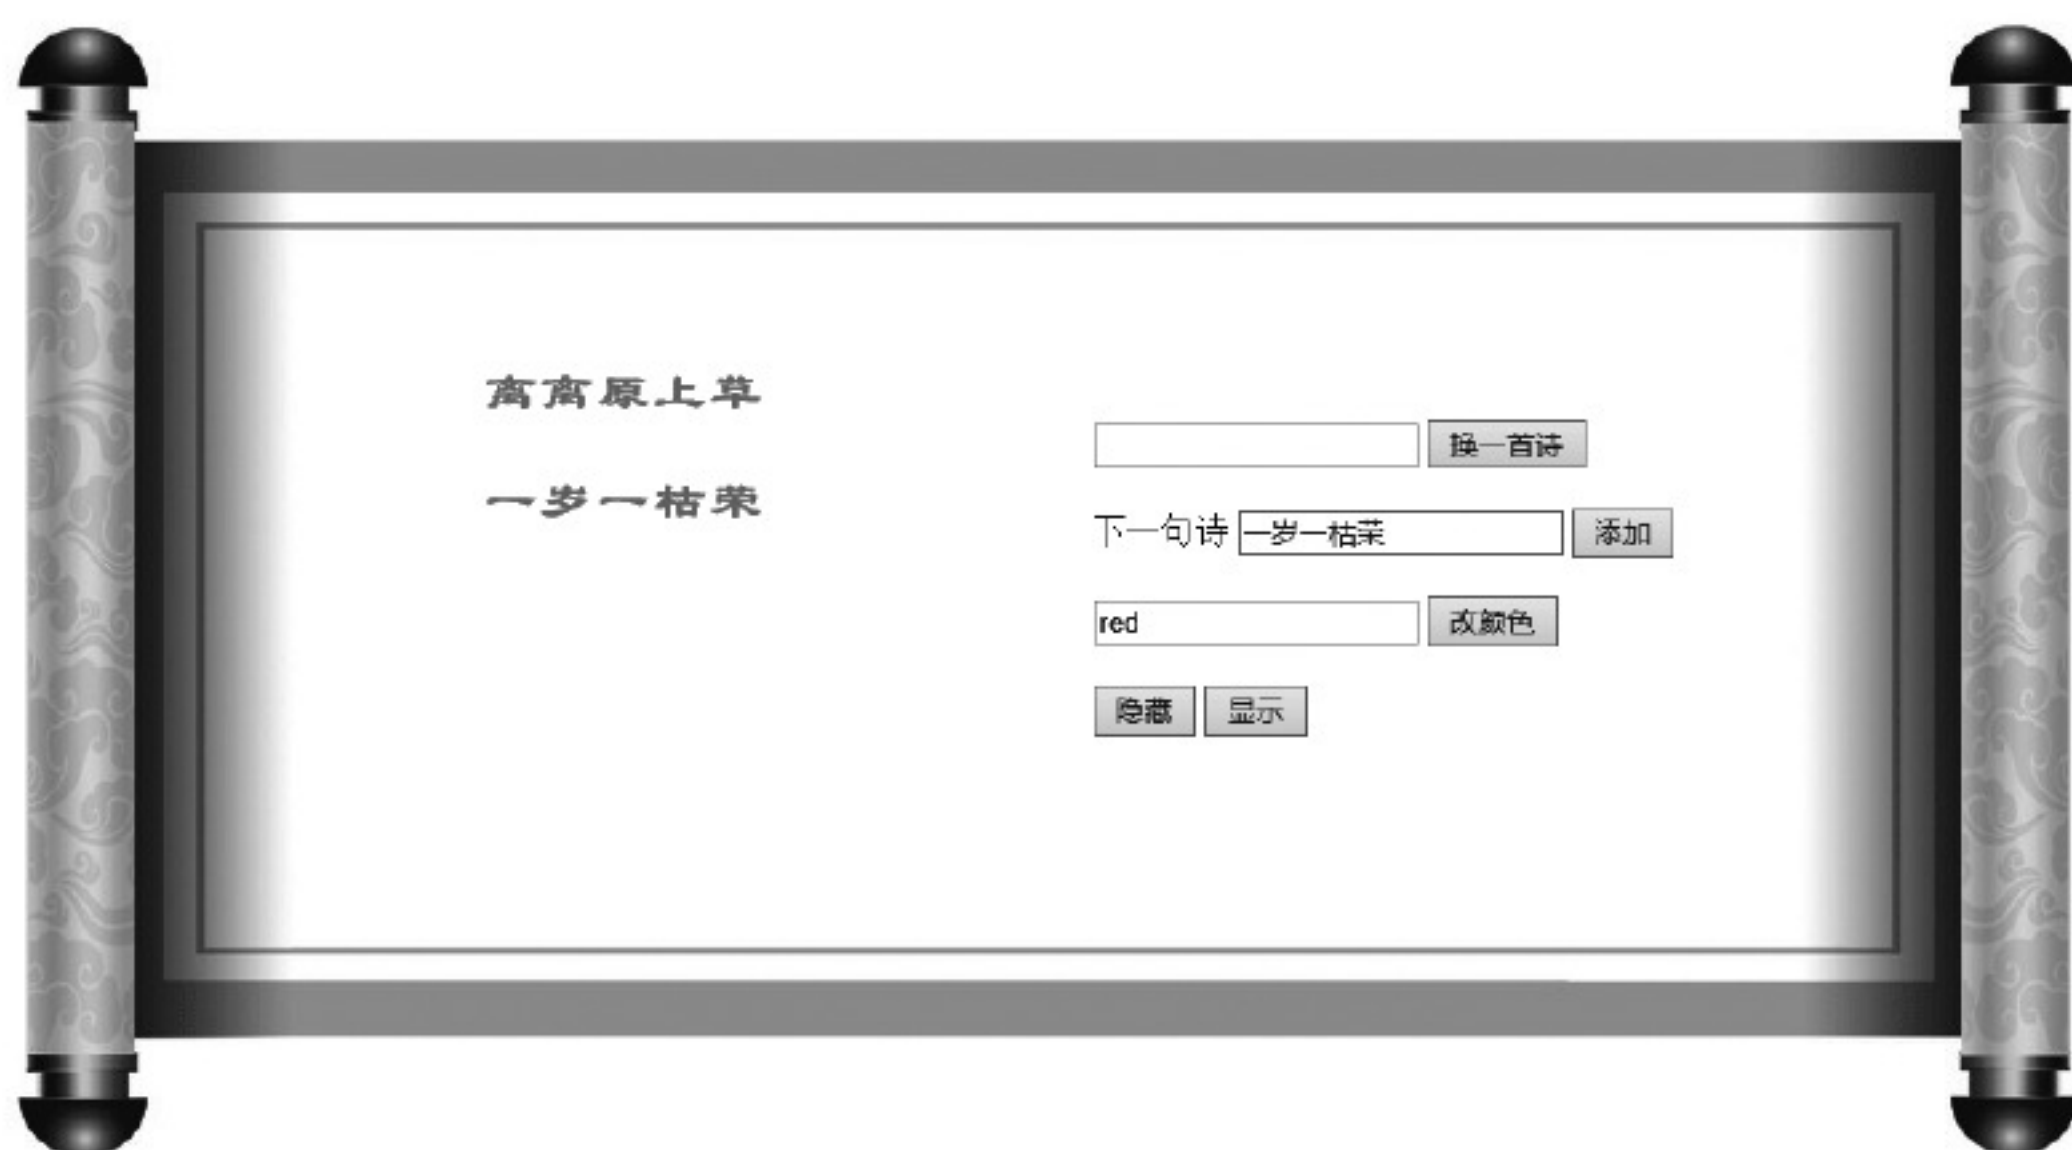 离离原上草
一岁一枯荣
换一首诗
下一句诗 一岁一枯荣 添加
red 改颜色
隐藏 显示